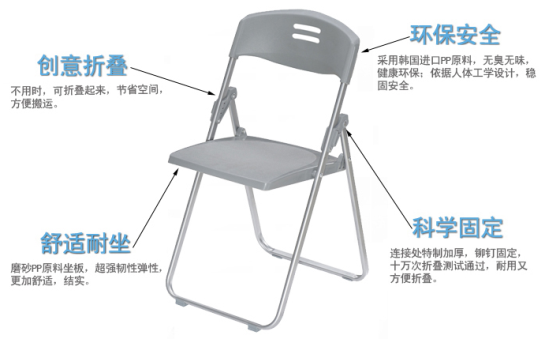 环保安全
采用韩国进口PP原料，无臭无味，
健康环保；依据人体工学设计，稳
固安全。
创意折叠
不用时，可折叠起来，节省空间，
方便搬运。
舒适耐坐
磨砂PP原料坐板，超强韧性弹性，
更加舒适，结实。
科学固定
连接处特制加厚，铆钉固定，
十万次折叠测试通过，耐用又
方便折叠。